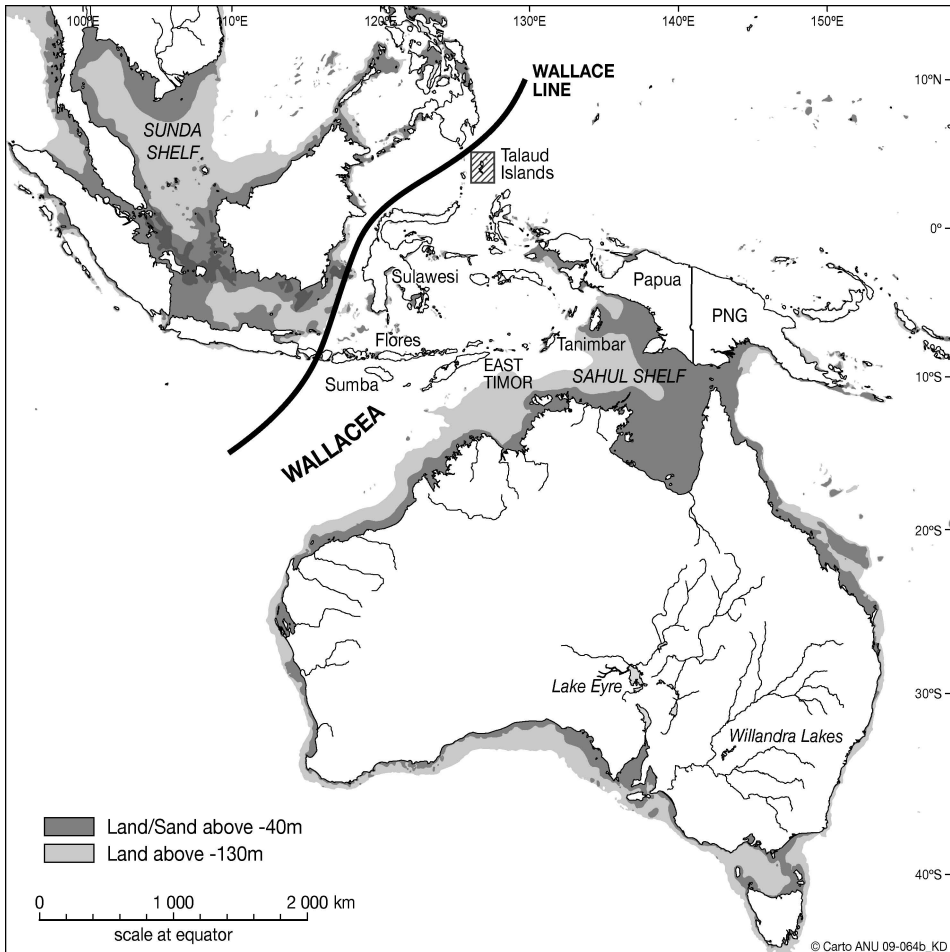 100°E
110°E
120°E
130°E
140°E
150°E
WALLACE
LINE
10°N
SUNDA
SHELF
Talaud
Islands
0°
Sulawesi
Papua
PNG
Flores
Tanimbar
EAST
TIMOR
SAHUL SHELF
10°S
Sumba
WALLACEA
20°S
Lake Eyre
30°S
Willandra Lakes
Land/Sand above -40m
Land above -130m
40°S
0 1 000 2 000 km
scale at equator
© Carto ANU 09-064b_KD